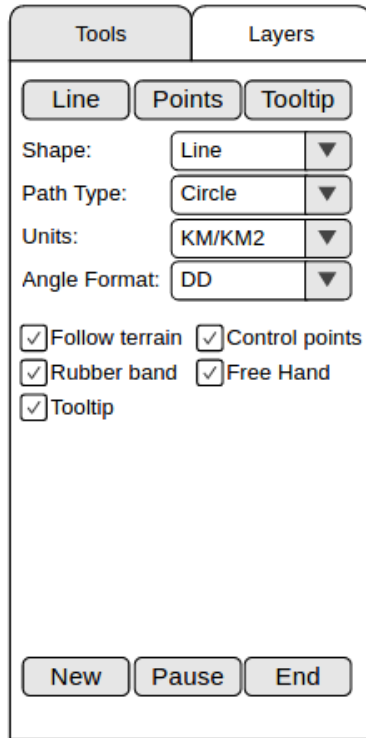 Tools Layers
Line Points Tooltip
Shape: Line
Path Type: Circle
Units: KM/KM2
Angle Format: DD
Follow terrain Control points
Rubber band Free Hand
Tooltip
New Pause End